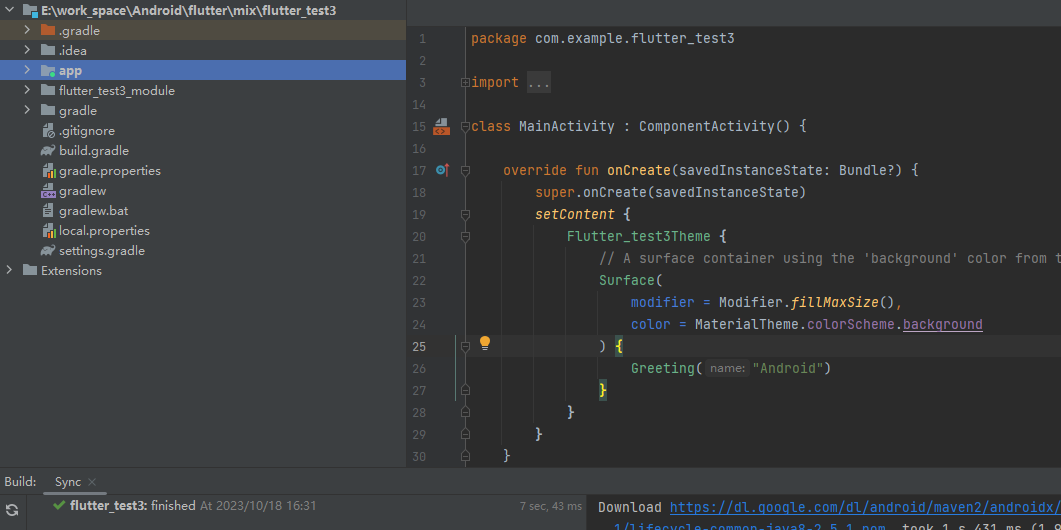 E:\work_space\Android\flutter\mix\flutter_test3
.gradle
.idea
app
flutter_test3_module
gradle
.gitignore
build.gradle
gradle.properties
gradlew
gradlew.bat
local.properties
settings.gradle
Extensions
1 package com.example.flutter_test3
2
3 import ...
14
15 class MainActivity : ComponentActivity() {
16
17 override fun onCreate(savedInstanceState: Bundle?) {
18 super.onCreate(savedInstanceState)
19 setContent {
20 Flutter_test3Theme {
21 // A surface container using the 'background' color from t
22 Surface(
23 modifier = Modifier.fillMaxSize(),
24 color = MaterialTheme.colorScheme.background
25 ) {
26 Greeting( name: "Android")
27 }
28 }
29 }
30 }
Build: Sync
flutter_test3: finished At 2023/10/18 16:31 7 sec, 43 ms
Download https://dl.google.com/dl/android/maven2/androidx/
1/lifecycle-common-java8-2.5.1.pom, took 1 s 431 ms (1.